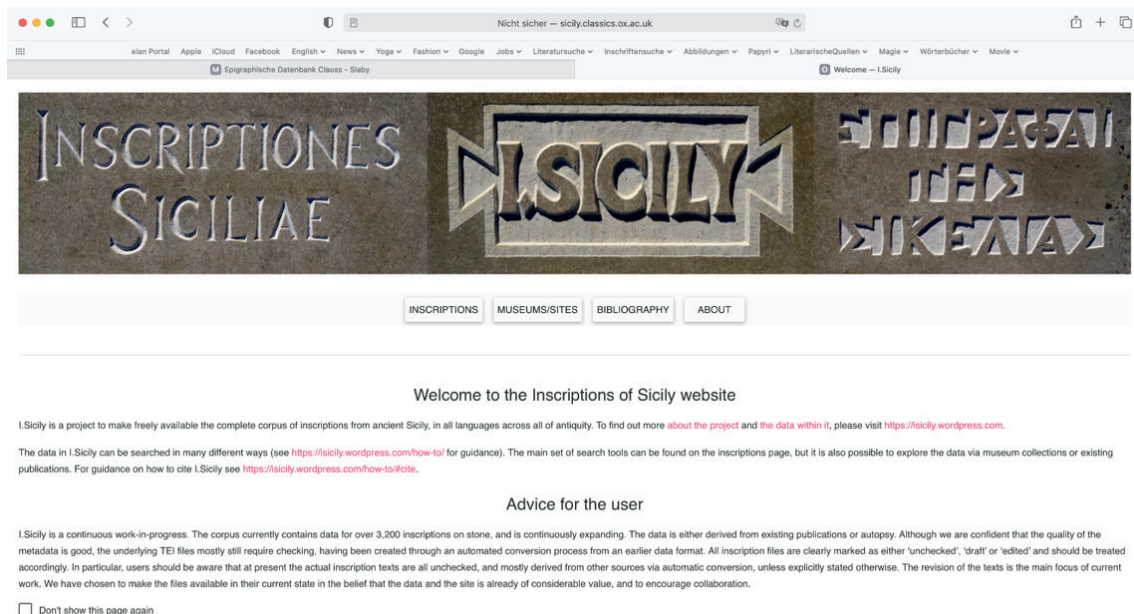 Nicht sicher — sicily.classics.ox.ac.uk
elan Portal Apple iCloud Facebook English News Yoga Fashion Google Jobs Literatursuche Inschriftensuche Abbildungen Papyri LiterarischeQuellen Magie Wörterbücher Movie
M Epigraphische Datenbank Clauss - Slaby
O Welcome — I.Sicily
INSCRIPTIONES
SICILIAE
I.SICILY
ΕΠΙΓΡΑΦΑΙ
ΤΗΣ
ΣΙΚΕΛΙΑΣ
INSCRIPTIONS MUSEUMS/SITES BIBLIOGRAPHY ABOUT
Welcome to the Inscriptions of Sicily website
I.Sicily is a project to make freely available the complete corpus of inscriptions from ancient Sicily, in all languages across all of antiquity. To find out more about the project and the data within it, please visit https://isicily.wordpress.com.
The data in I.Sicily can be searched in many different ways (see https://isicily.wordpress.com/how-to/ for guidance). The main set of search tools can be found on the inscriptions page, but it is also possible to explore the data via museum collections or existing
publications. For guidance on how to cite I.Sicily see https://isicily.wordpress.com/how-to/#cite.
Advice for the user
I.Sicily is a continuous work-in-progress. The corpus currently contains data for over 3,200 inscriptions on stone, and is continuously expanding. The data is either derived from existing publications or autopsy. Although we are confident that the quality of the
metadata is good, the underlying TEI files mostly still require checking, having been created through an automated conversion process from an earlier data format. All inscription files are clearly marked as either 'unchecked', 'draft' or 'edited' and should be treated
accordingly. In particular, users should be aware that at present the actual inscription texts are all unchecked, and mostly derived from other sources via automatic conversion, unless explicitly stated otherwise. The revision of the texts is the main focus of current
work. We have chosen to make the files available in their current state in the belief that the data and the site is already of considerable value, and to encourage collaboration.
Don't show this page again